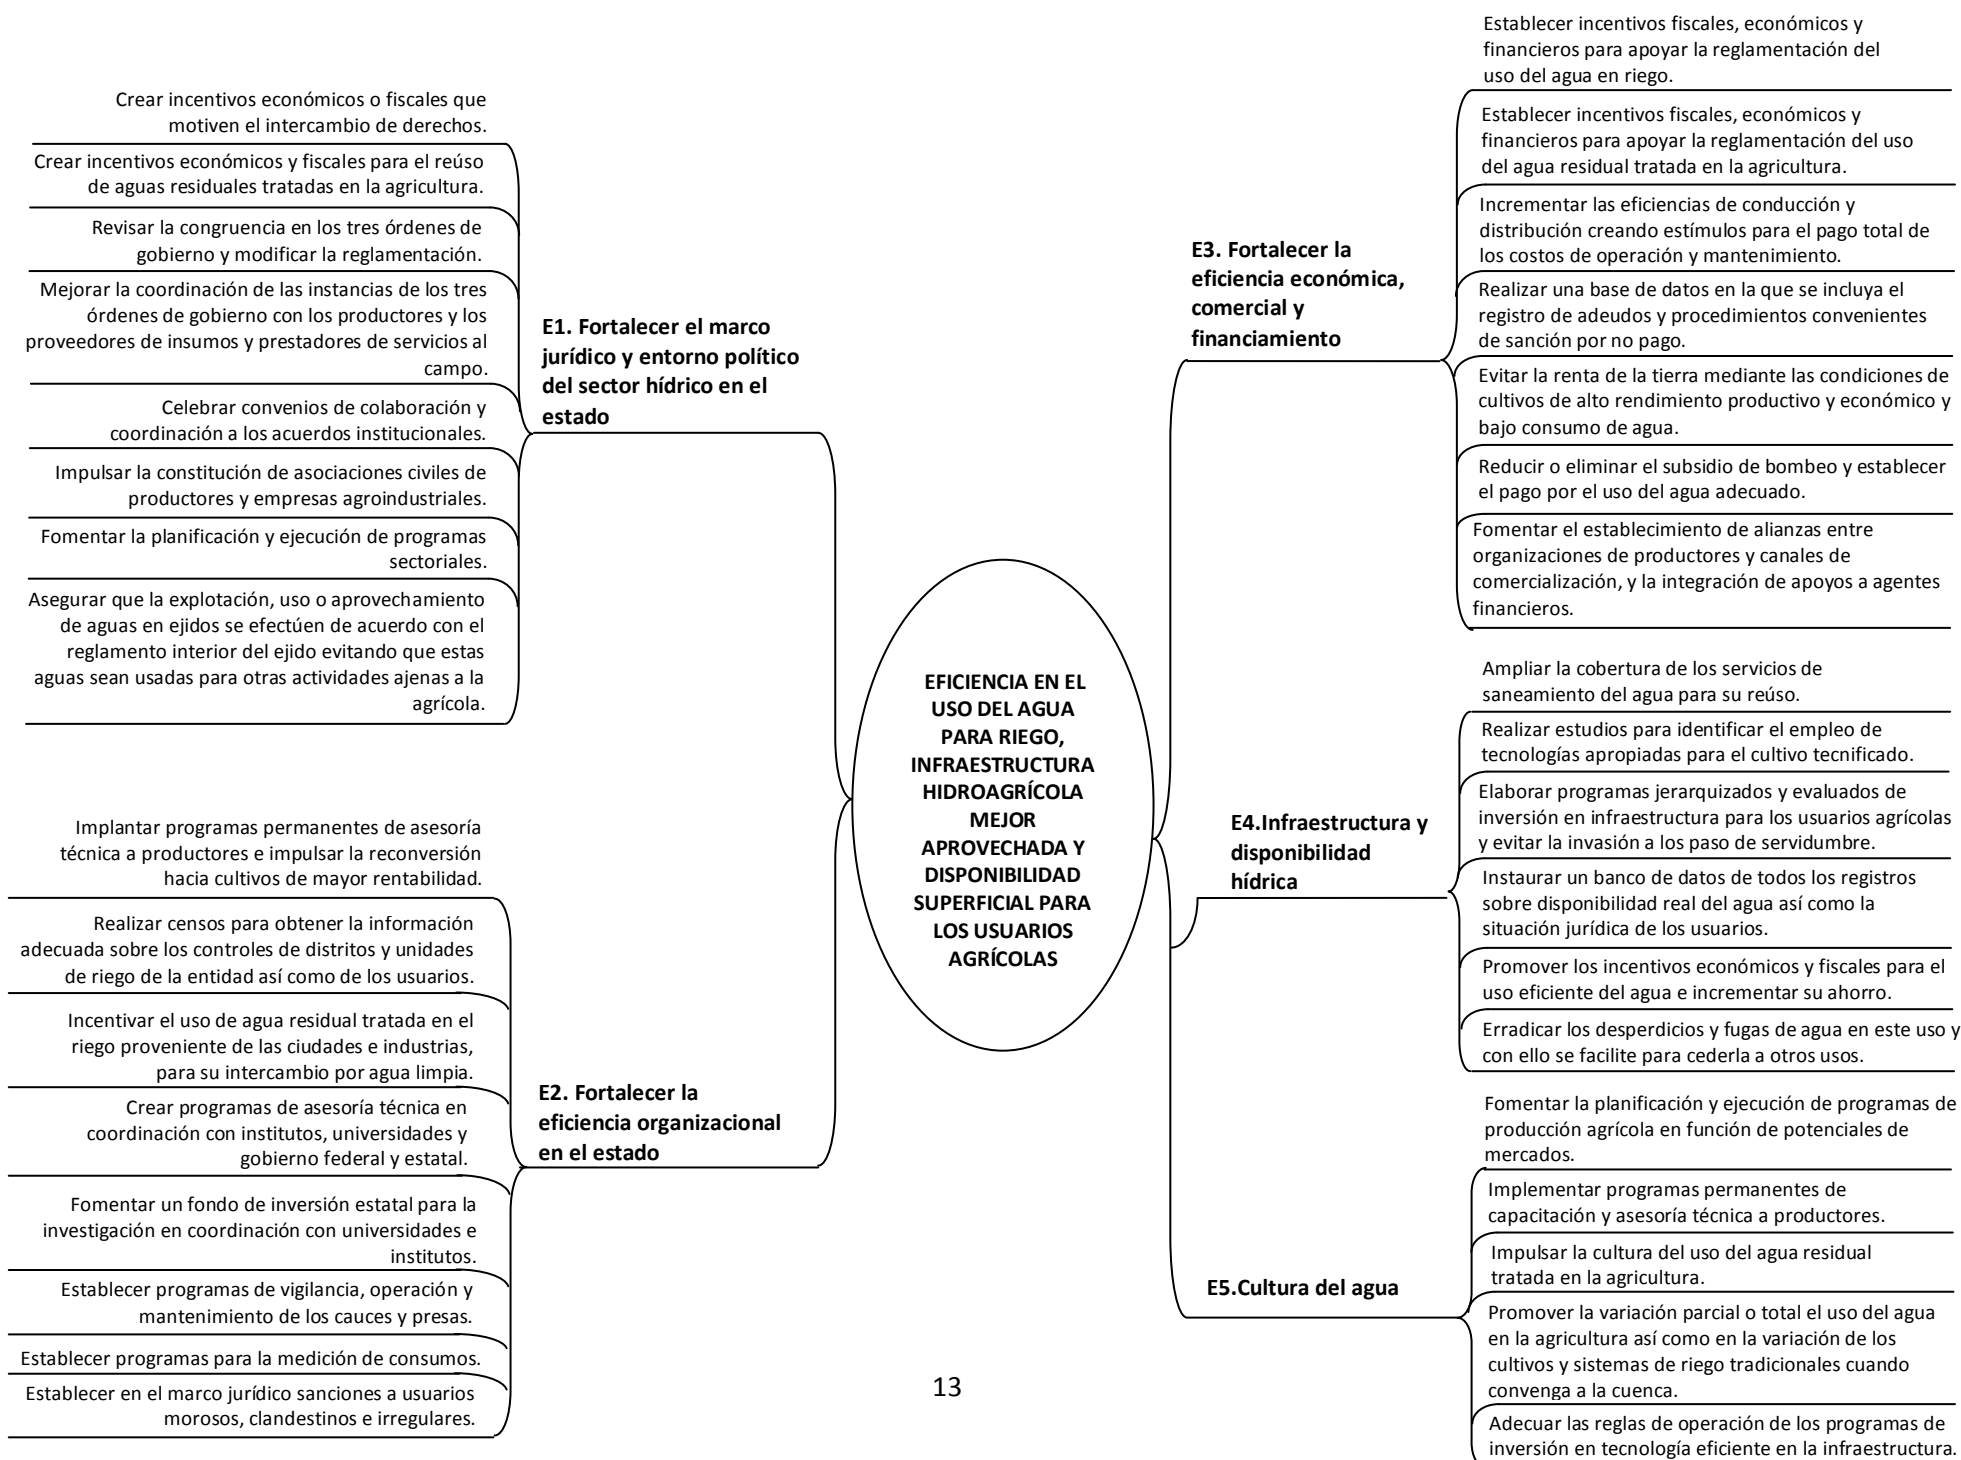 Crear incentivos económicos o fiscales que
motiven el intercambio de derechos.
Crear incentivos económicos y fiscales para el reúso
de aguas residuales tratadas en la agricultura.
Revisar la congruencia en los tres órdenes de
gobierno y modificar la reglamentación.
Mejorar la coordinación de las instancias de los tres
órdenes de gobierno con los productores y los
proveedores de insumos y prestadores de servicios al
campo.
Celebrar convenios de colaboración y
coordinación a los acuerdos institucionales.
Impulsar la constitución de asociaciones civiles de
productores y empresas agroindustriales.
Fomentar la planificación y ejecución de programas
sectoriales.
Asegurar que la explotación, uso o aprovechamiento
de aguas en ejidos se efectúen de acuerdo con el
reglamento interior del ejido evitando que estas
aguas sean usadas para otras actividades ajenas a la
agrícola.
E1. Fortalecer el marco
jurídico y entorno político
del sector hídrico en el
estado
Implantar programas permanentes de asesoría
técnica a productores e impulsar la reconversión
hacia cultivos de mayor rentabilidad.
Realizar censos para obtener la información
adecuada sobre los controles de distritos y unidades
de riego de la entidad así como de los usuarios.
Incentivar el uso de agua residual tratada en el
riego proveniente de las ciudades e industrias,
para su intercambio por agua limpia.
Crear programas de asesoría técnica en
coordinación con institutos, universidades y
gobierno federal y estatal.
Fomentar un fondo de inversión estatal para la
investigación en coordinación con universidades e
institutos.
Establecer programas de vigilancia, operación y
mantenimiento de los cauces y presas.
Establecer programas para la medición de consumos.
Establecer en el marco jurídico sanciones a usuarios
morosos, clandestinos e irregulares.
E2. Fortalecer la
eficiencia organizacional
en el estado
EFICIENCIA EN EL
USO DEL AGUA
PARA RIEGO,
INFRAESTRUCTURA
HIDROAGRÍCOLA
MEJOR
APROVECHADA Y
DISPONIBILIDAD
SUPERFICIAL PARA
LOS USUARIOS
AGRÍCOLAS
E3. Fortalecer la
eficiencia económica,
comercial y
financiamiento
Establecer incentivos fiscales, económicos y
financieros para apoyar la reglamentación del
uso del agua en riego.
Establecer incentivos fiscales, económicos y
financieros para apoyar la reglamentación del uso
del agua residual tratada en la agricultura.
Incrementar las eficiencias de conducción y
distribución creando estímulos para el pago total de
los costos de operación y mantenimiento.
Realizar una base de datos en la que se incluya el
registro de adeudos y procedimientos convenientes
de sanción por no pago.
Evitar la renta de la tierra mediante las condiciones de
cultivos de alto rendimiento productivo y económico y
bajo consumo de agua.
Reducir o eliminar el subsidio de bombeo y establecer
el pago por el uso del agua adecuado.
Fomentar el establecimiento de alianzas entre
organizaciones de productores y canales de
comercialización, y la integración de apoyos a agentes
financieros.
E4.Infraestructura y
disponibilidad
hídrica
Ampliar la cobertura de los servicios de
saneamiento del agua para su reúso.
Realizar estudios para identificar el empleo de
tecnologías apropiadas para el cultivo tecnificado.
Elaborar programas jerarquizados y evaluados de
inversión en infraestructura para los usuarios agrícolas
y evitar la invasión a los paso de servidumbre.
Instaurar un banco de datos de todos los registros
sobre disponibilidad real del agua así como la
situación jurídica de los usuarios.
Promover los incentivos económicos y fiscales para el
uso eficiente del agua e incrementar su ahorro.
Erradicar los desperdicios y fugas de agua en este uso y
con ello se facilite para cederla a otros usos.
E5.Cultura del agua
Fomentar la planificación y ejecución de programas de
producción agrícola en función de potenciales de
mercados.
Implementar programas permanentes de
capacitación y asesoría técnica a productores.
Impulsar la cultura del uso del agua residual
tratada en la agricultura.
Promover la variación parcial o total el uso del agua
en la agricultura así como en la variación de los
cultivos y sistemas de riego tradicionales cuando
convenga a la cuenca.
Adecuar las reglas de operación de los programas de
inversión en tecnología eficiente en la infraestructura.
13